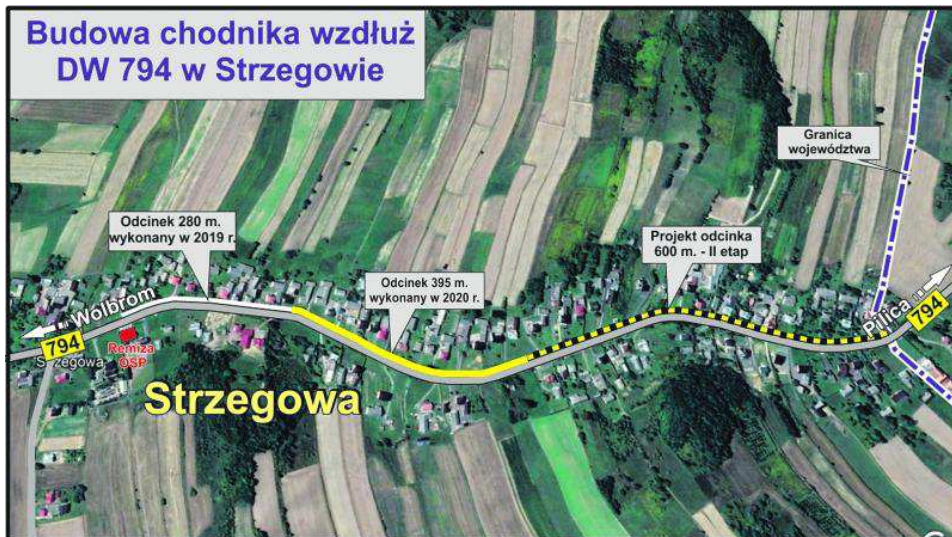 Budowa chodnika wzdłuż
DW 794 w Strzegowie
Granica
województwa
Odcinek 280 m.
wykonany w 2019 r.
Projekt odcinka
600 m. - II etap
Odcinek 395 m.
wykonany w 2020 r.
Wolbrom
794
Strzegowa
Remiza
OSP
Strzegowa
Pilica
794